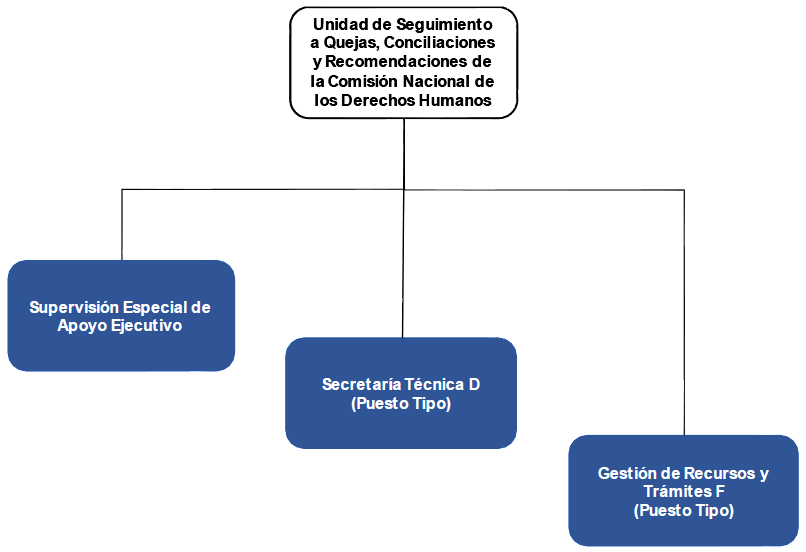 Unidad de Seguimiento
a Quejas, Conciliaciones
y Recomendaciones de
la Comisión Nacional de
los Derechos Humanos
Supervisión Especial de
Apoyo Ejecutivo
Secretaría Técnica D
(Puesto Tipo)
Gestión de Recursos y
Trámites F
(Puesto Tipo)